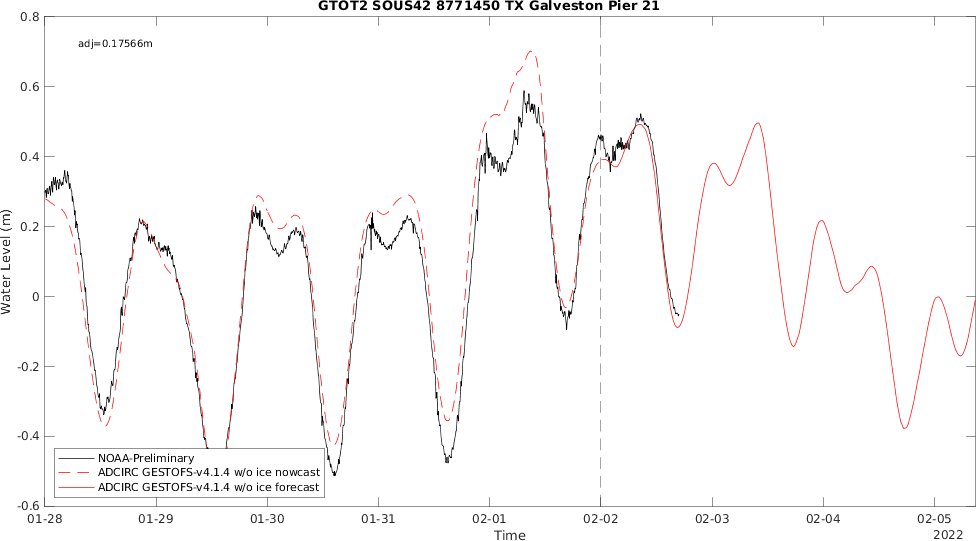 GTOT2 SOUS42 8771450 TX Galveston Pier 21
adj=0.17566m
0.8
0.6
0.4
0.2
0
-0.2
-0.4
-0.6
Water Level (m)
NOAA-Preliminary
ADCIRC GESTOFS-v4.1.4 w/o ice nowcast
ADCIRC GESTOFS-v4.1.4 w/o ice forecast
01-28 01-29 01-30 01-31 02-01 02-02 02-03 02-04 02-05
Time
2022